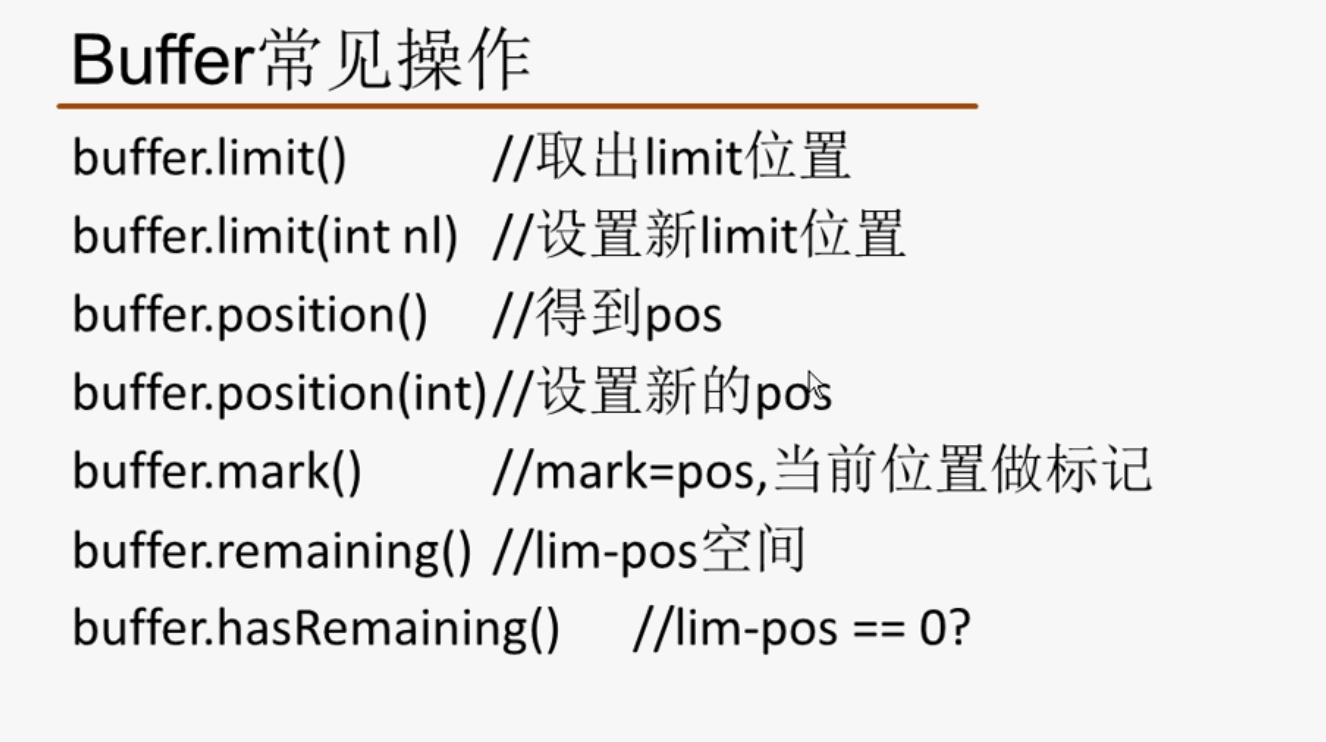 Buffer常见操作
buffer.limit() //取出limit位置
buffer.limit(int nl) //设置新limit位置
buffer.position() //得到pos
buffer.position(int)//设置新的pos
buffer.mark() //mark=pos,当前位置做标记
buffer.remaining() //lim-pos空间
buffer.hasRemaining() //lim-pos == 0?